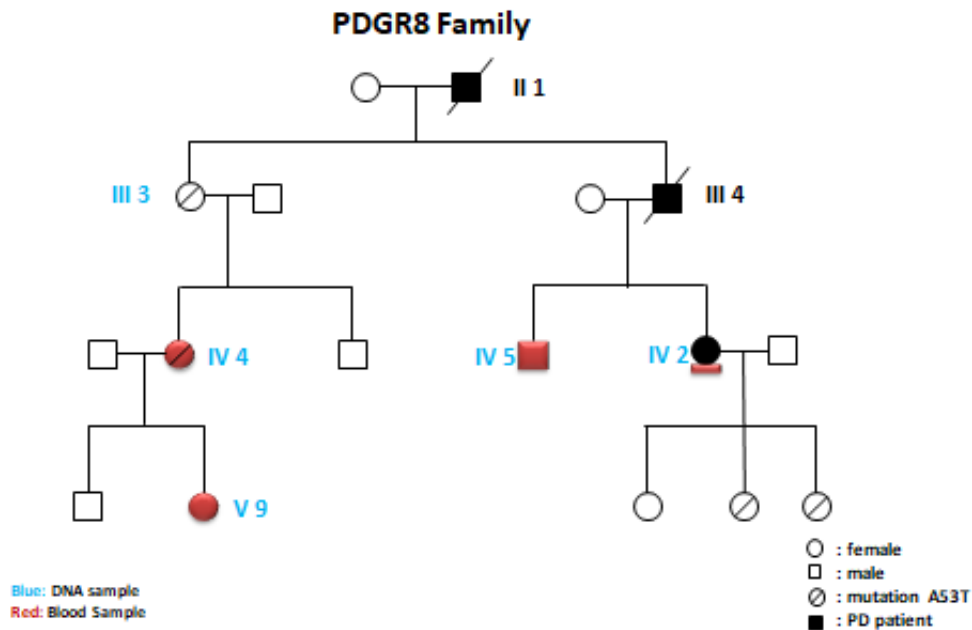 PDGR8 Family
II 1
III 3
III 4
IV 4
IV 5
IV 2
V 9
: female
: male
: mutation A53T
: PD patient
Blue: DNA sample
Red: Blood Sample